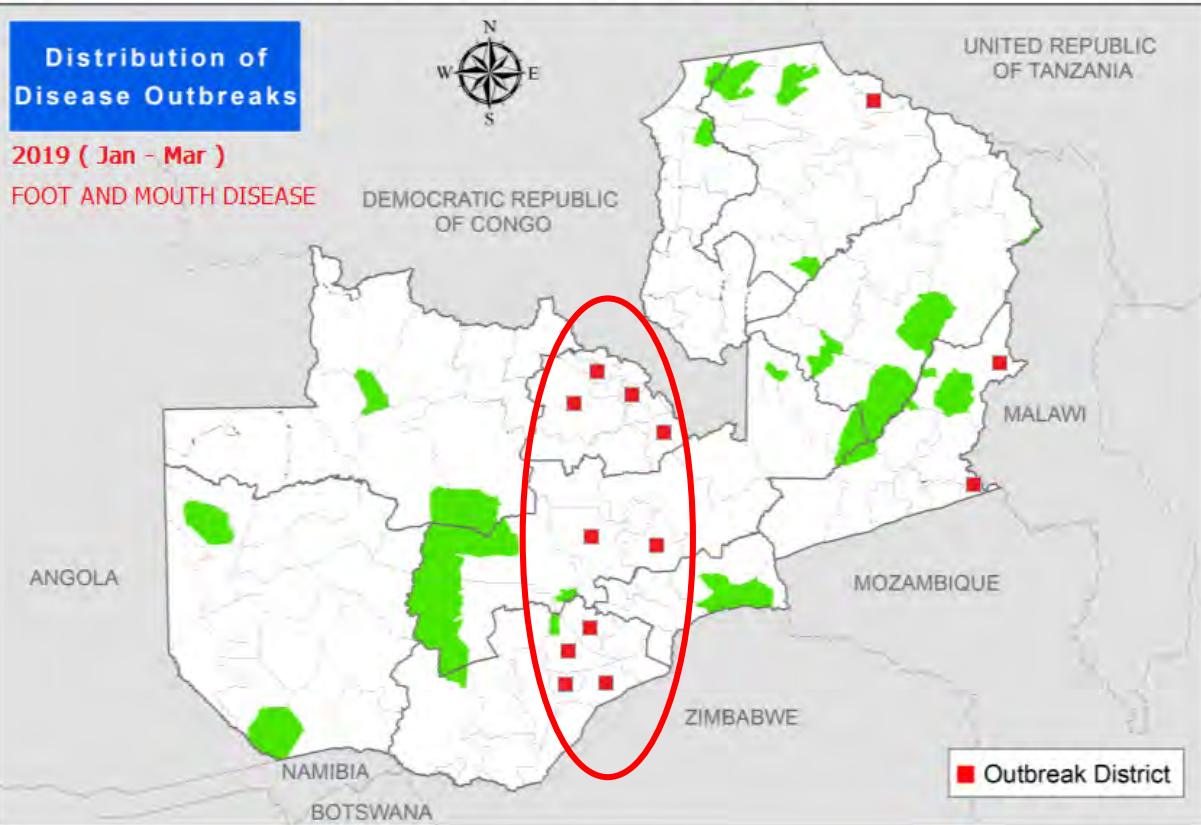 Distribution of
Disease Outbreaks
2019 ( Jan - Mar )
FOOT AND MOUTH DISEASE
N
W
E
S
UNITED REPUBLIC
OF TANZANIA
DEMOCRATIC REPUBLIC
OF CONGO
MALAWI
ANGOLA
MOZAMBIQUE
ZIMBABWE
NAMIBIA
BOTSWANA
Outbreak District